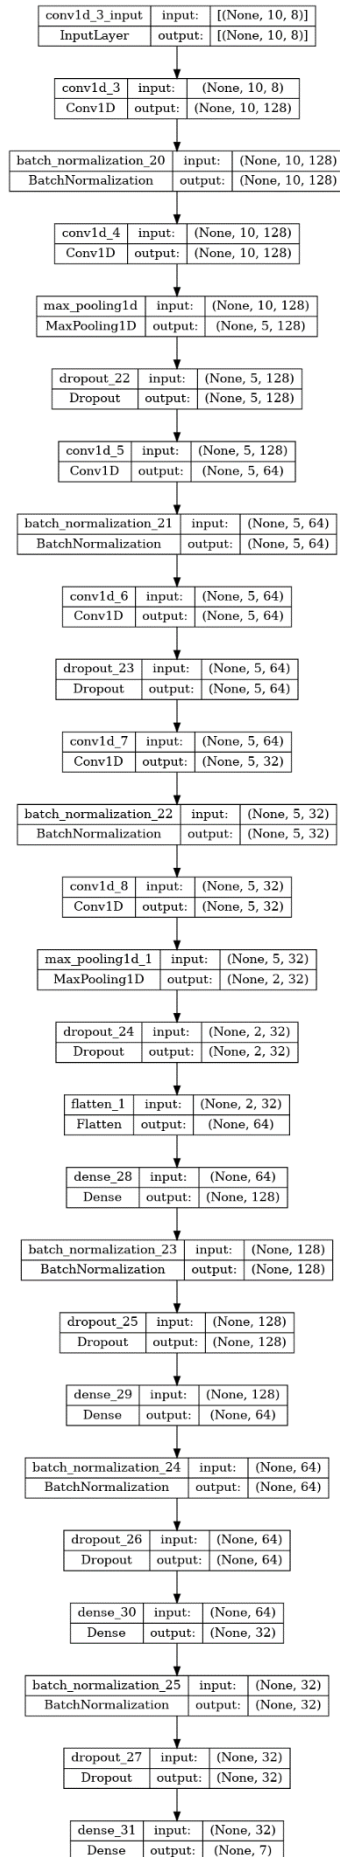 conv1d_3_input input: [(None, 10, 8)]
InputLayer output: [(None, 10, 8)]
conv1d_3 input: (None, 10, 8)
Conv1D output: (None, 10, 128)
batch_normalization_20 input: (None, 10, 128)
BatchNormalization output: (None, 10, 128)
conv1d_4 input: (None, 10, 128)
Conv1D output: (None, 10, 128)
max_pooling1d input: (None, 10, 128)
MaxPooling1D output: (None, 5, 128)
dropout_22 input: (None, 5, 128)
Dropout output: (None, 5, 128)
conv1d_5 input: (None, 5, 128)
Conv1D output: (None, 5, 64)
batch_normalization_21 input: (None, 5, 64)
BatchNormalization output: (None, 5, 64)
conv1d_6 input: (None, 5, 64)
Conv1D output: (None, 5, 64)
dropout_23 input: (None, 5, 64)
Dropout output: (None, 5, 64)
conv1d_7 input: (None, 5, 64)
Conv1D output: (None, 5, 32)
batch_normalization_22 input: (None, 5, 32)
BatchNormalization output: (None, 5, 32)
conv1d_8 input: (None, 5, 32)
Conv1D output: (None, 5, 32)
max_pooling1d_1 input: (None, 5, 32)
MaxPooling1D output: (None, 2, 32)
dropout_24 input: (None, 2, 32)
Dropout output: (None, 2, 32)
flatten_1 input: (None, 2, 32)
Flatten output: (None, 64)
dense_28 input: (None, 64)
Dense output: (None, 128)
batch_normalization_23 input: (None, 128)
BatchNormalization output: (None, 128)
dropout_25 input: (None, 128)
Dropout output: (None, 128)
dense_29 input: (None, 128)
Dense output: (None, 64)
batch_normalization_24 input: (None, 64)
BatchNormalization output: (None, 64)
dropout_26 input: (None, 64)
Dropout output: (None, 64)
dense_30 input: (None, 64)
Dense output: (None, 32)
batch_normalization_25 input: (None, 32)
BatchNormalization output: (None, 32)
dropout_27 input: (None, 32)
Dropout output: (None, 32)
dense_31 input: (None, 32)
Dense output: (None, 7)